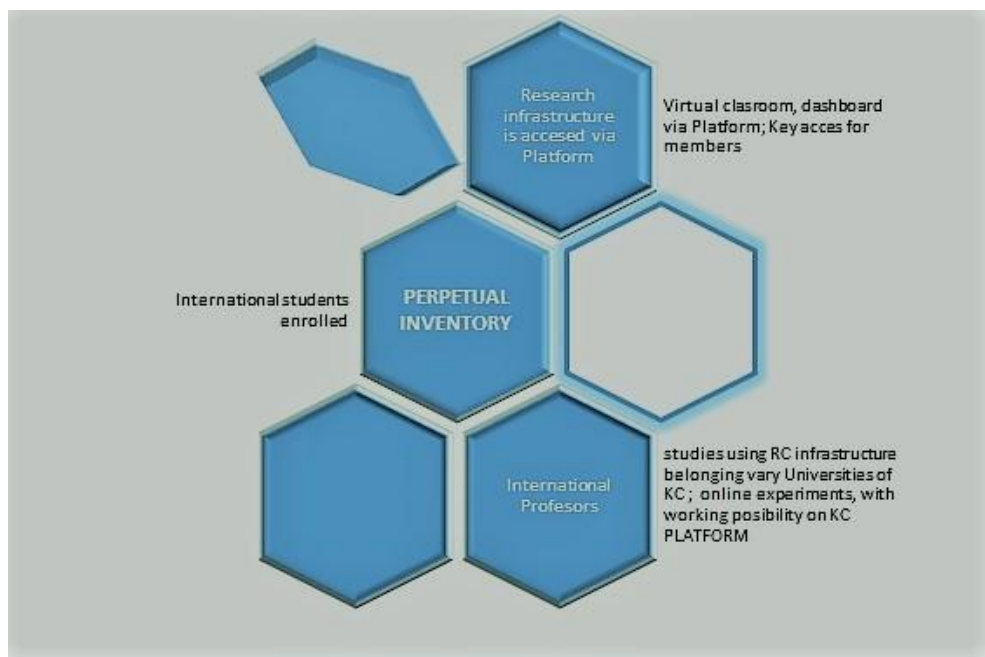 Research
infrastructure
is accesed via
Platform
Virtual clasroom, dashboard
via Platform; Key acces for
members
International students
enrolled
PERPETUAL
INVENTORY
International
Profesors
studies using RC infrastructure
belonging vary Universities of
KC; online experiments, with
working posibility on KC
PLATFORM